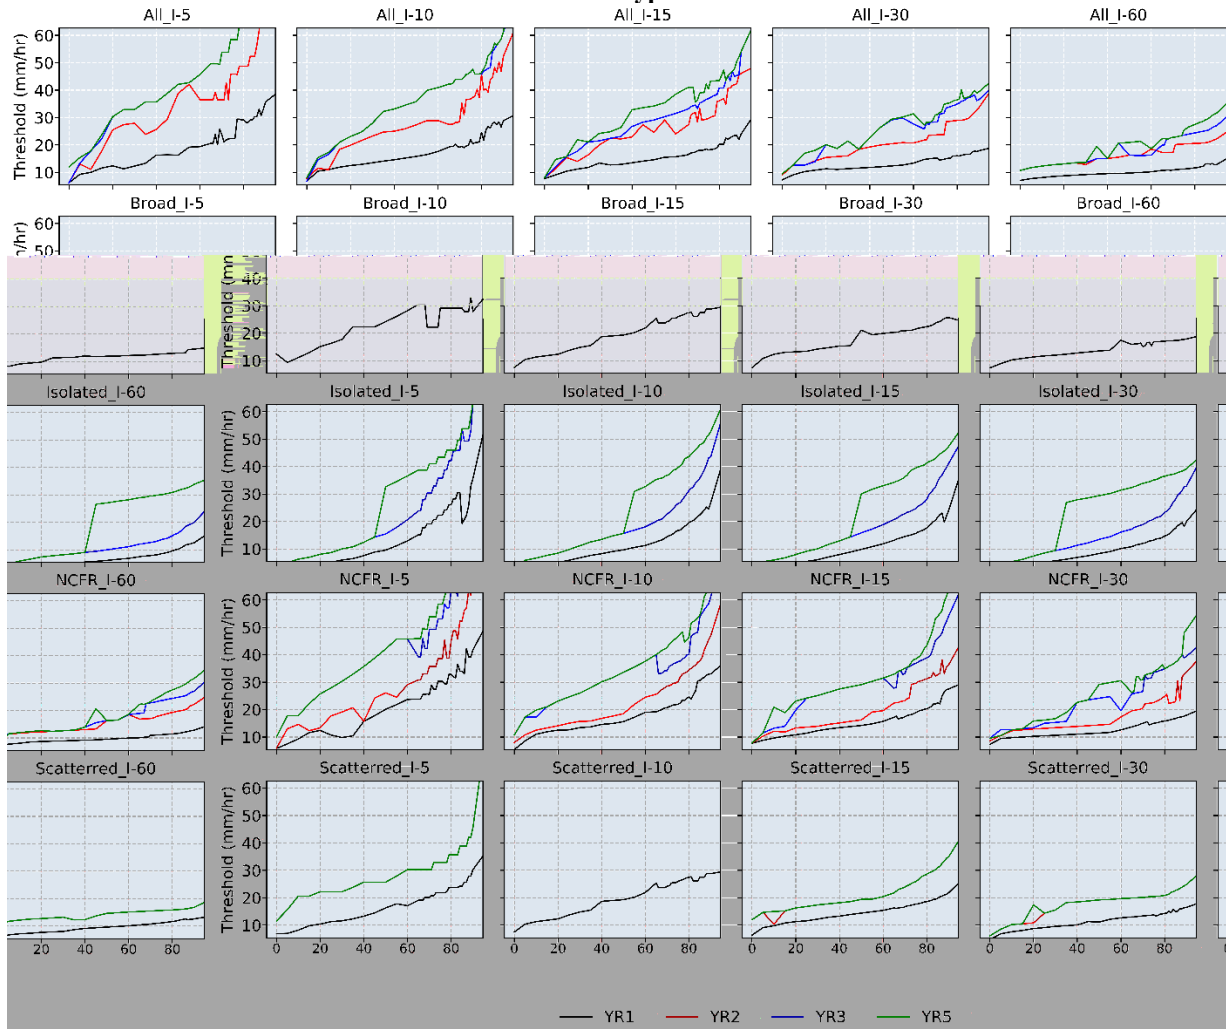 All_I-5 All_I-10 All_I-15 All_I-30 All_I-60
Threshold (mm/hr)
60
50
40
30
20
10
Broad_I-5 Broad_I-10 Broad_I-15 Broad_I-30 Broad_I-60
60
50
40
30
20
10
Isolated_I-60 Isolated_I-5 Isolated_I-10 Isolated_I-15 Isolated_I-30
Threshold (mm/hr)
60
50
40
30
20
10
NCFR_I-60 NCFR_I-5 NCFR_I-10 NCFR_I-15 NCFR_I-30
Threshold (mm/hr)
60
50
40
30
20
10
Scatterred_I-60 Scatterred_I-5 Scatterred_I-10 Scatterred_I-15 Scatterred_I-30
Threshold (mm/hr)
60
50
40
30
20
10
20 40 60 80 0 20 40 60 80 0 20 40 60 80 0 20 40 60 80
YR1 YR2 YR3 YR5